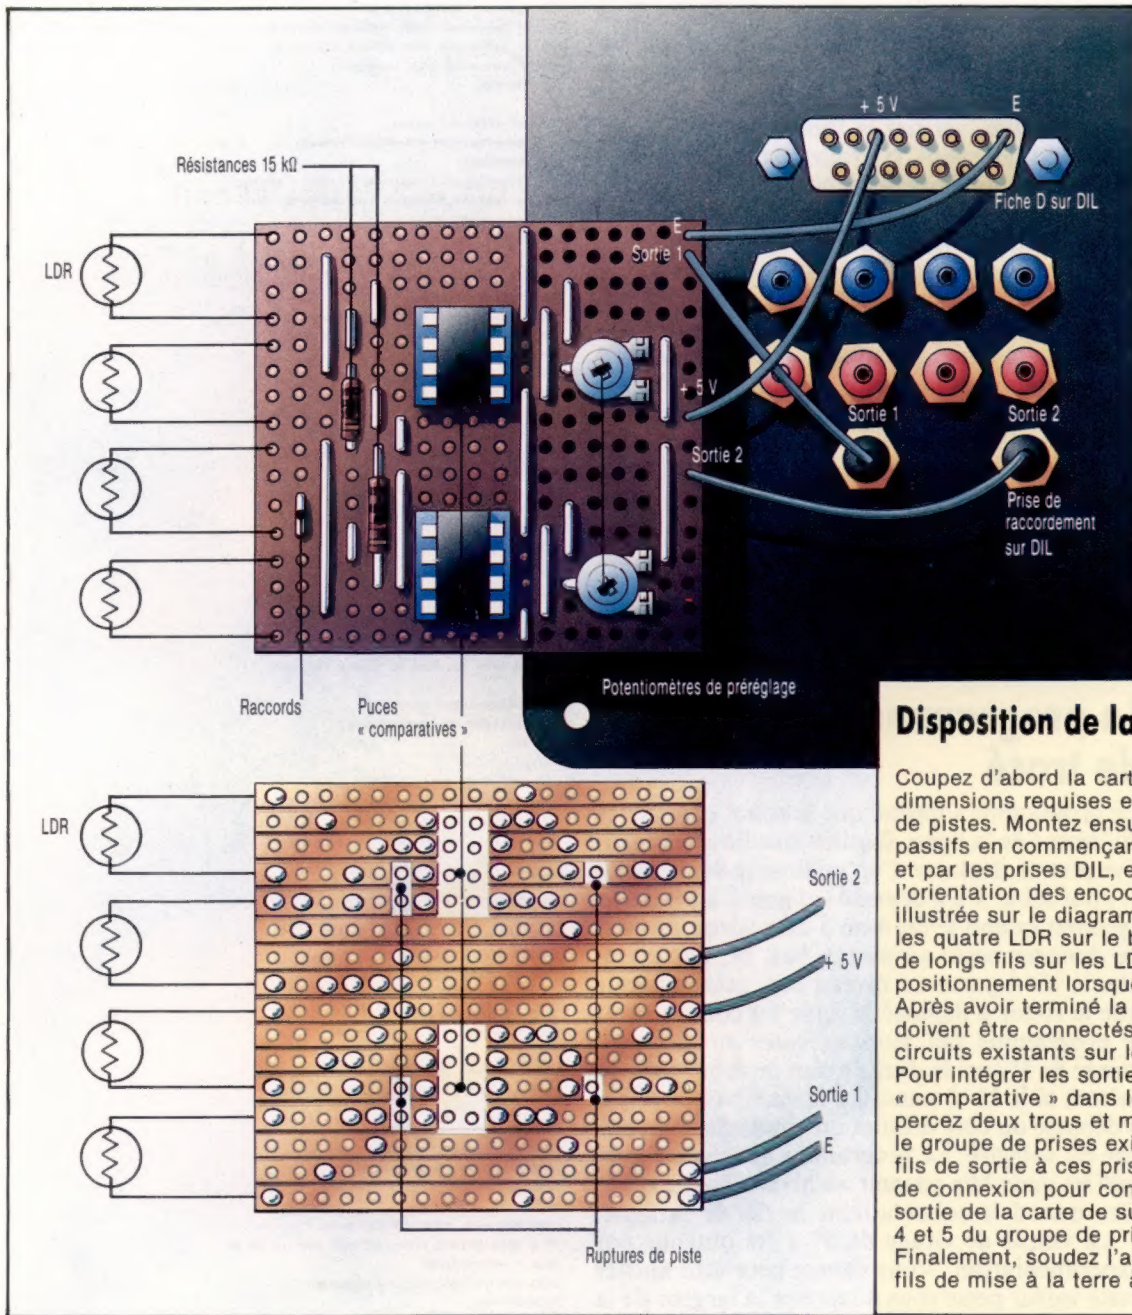 + 5 V
E
Résistances 15 kΩ
Fiche D sur DIL
E
Sortie 1
LDR
+ 5 V
Sortie 1
Sortie 2
Sortie 2
Prise de
raccordement
sur DIL
Potentiomètres de préréglage
Raccords
Puces
« comparatives »
LDR
Sortie 2
+ 5 V
Sortie 1
E
Ruptures de piste
Disposition de la
Coupez d'abord la cart
dimensions requises e
de pistes. Montez ensu
passifs en commençar
et par les prises DIL, e
l'orientation des encoc
illustrée sur le diagram
les quatre LDR sur le b
de longs fils sur les LD
positionnement lorsque
Après avoir terminé la
doivent être connectés
circuits existants sur le
Pour intégrer les sortie
« comparative » dans l
percez deux trous et m
le groupe de prises exi
fils de sortie à ces pris
de connexion pour con
sortie de la carte de su
4 et 5 du groupe de pri
Finalement, soudez l'a
fils de mise à la terre a